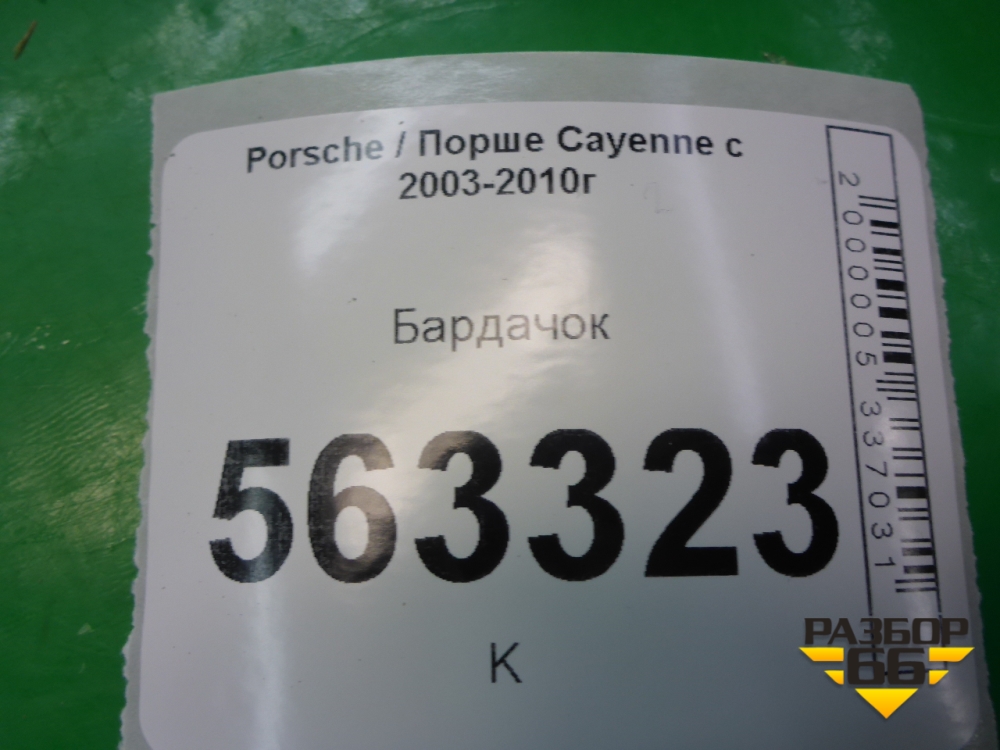 Porsche / Порше Cayenne с
2003-2010г
Бардачок
563323
К
2000005337031
РАЗБОР
66